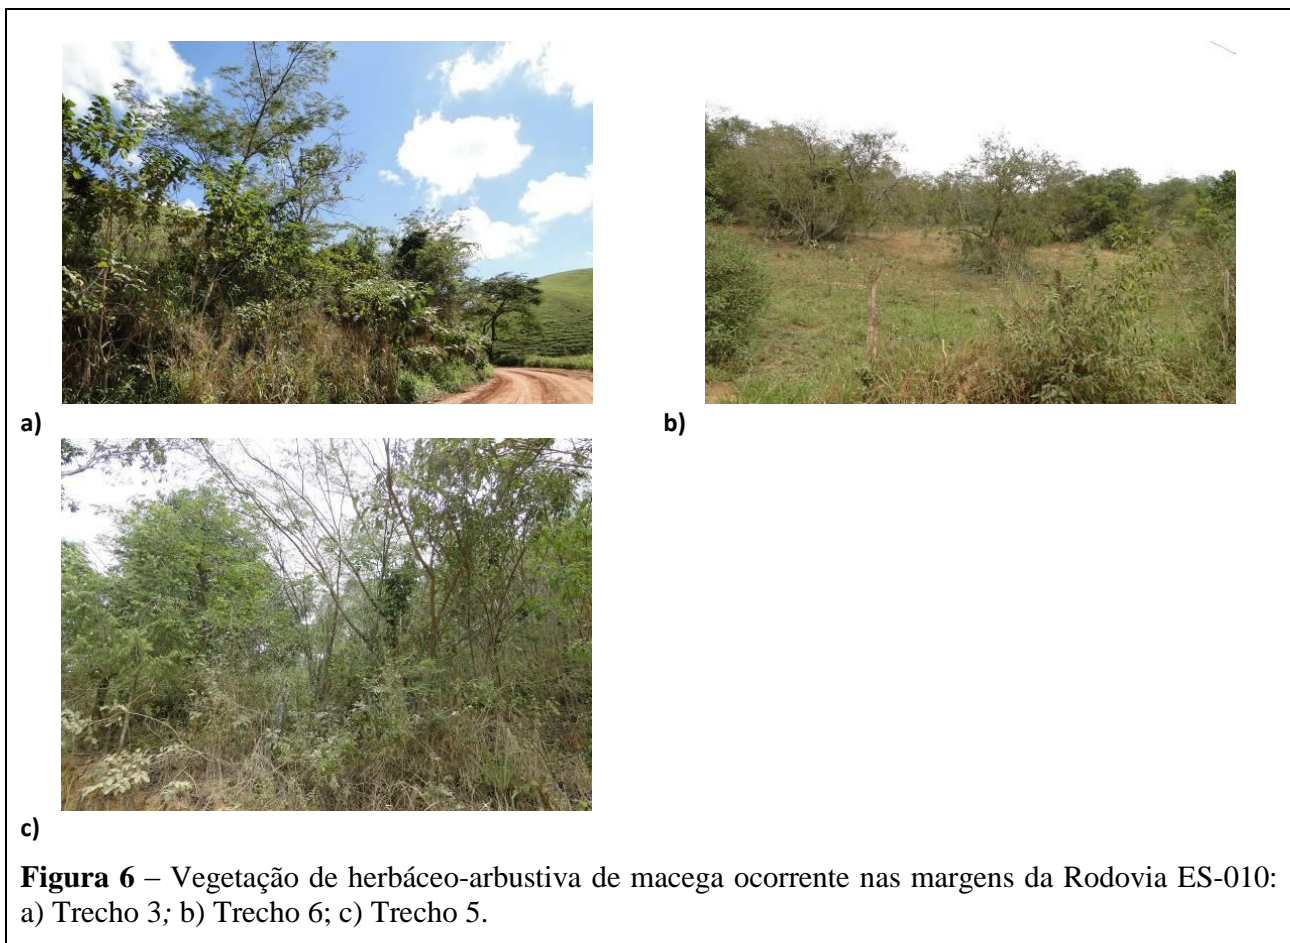 a)
b)
c)
Figura 6 – Vegetação de herbáceo-arbustiva de macega ocorrente nas margens da Rodovia ES-010:
a) Trecho 3; b) Trecho 6; c) Trecho 5.